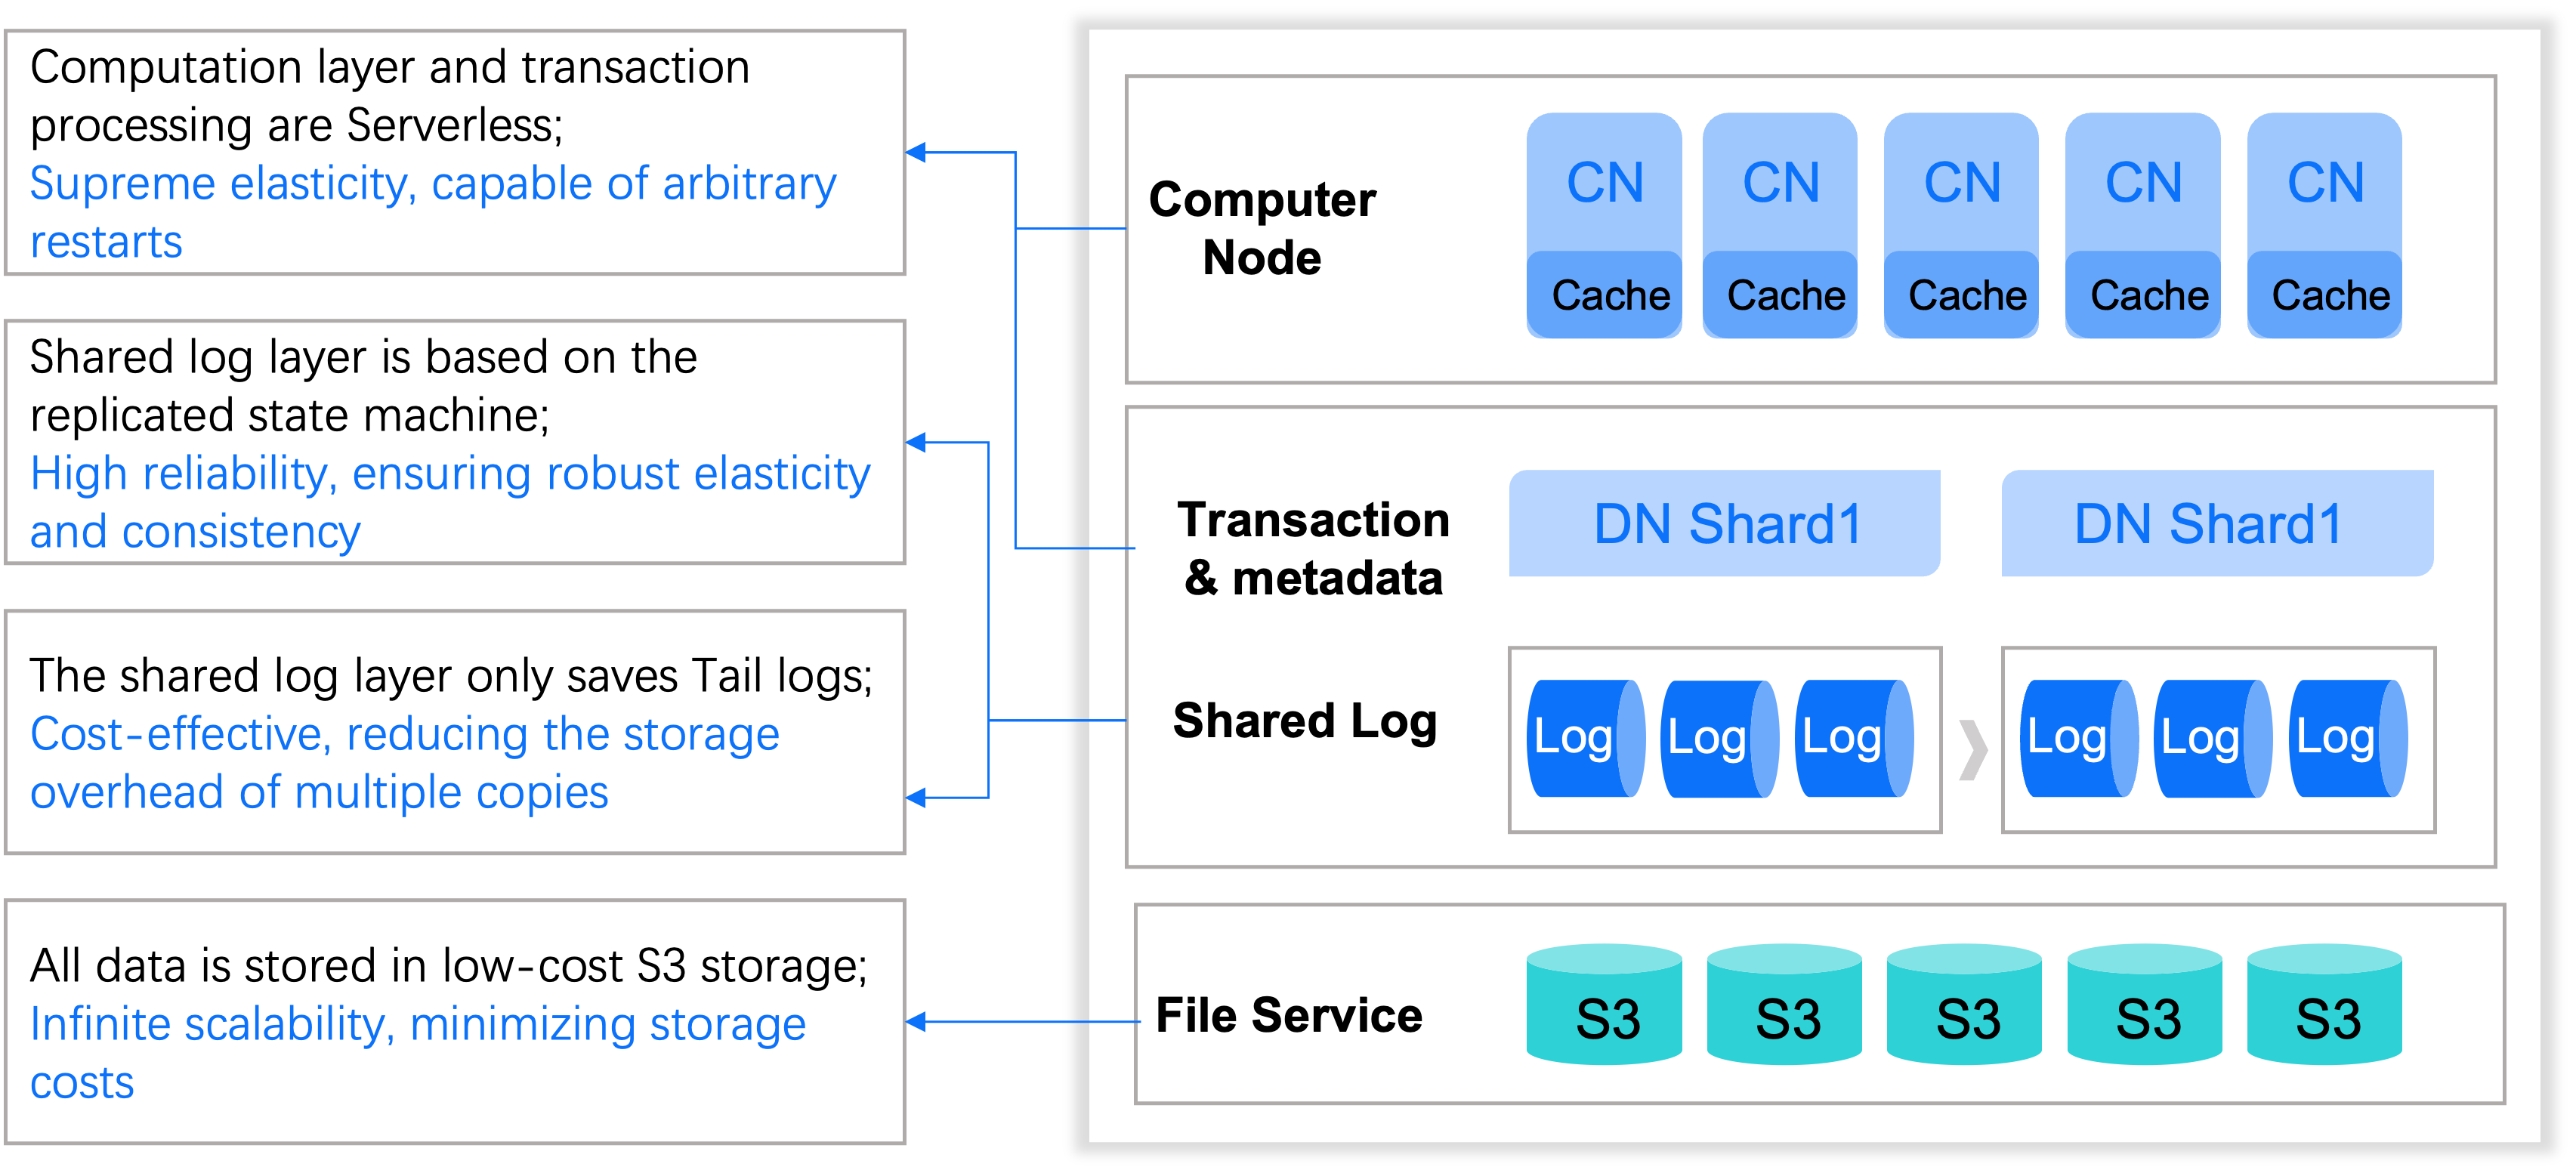 Computation layer and transaction
processing are Serverless;
Supreme elasticity, capable of arbitrary
restarts
Shared log layer is based on the
replicated state machine;
High reliability, ensuring robust elasticity
and consistency
The shared log layer only saves Tail logs;
Cost-effective, reducing the storage
overhead of multiple copies
All data is stored in low-cost S3 storage;
Infinite scalability, minimizing storage
costs
Computer
Node
CN CN CN CN CN
Cache Cache Cache Cache Cache
Transaction
& metadata
DN Shard1 DN Shard1
Shared Log
Log Log Log Log Log Log
File Service
S3 S3 S3 S3 S3